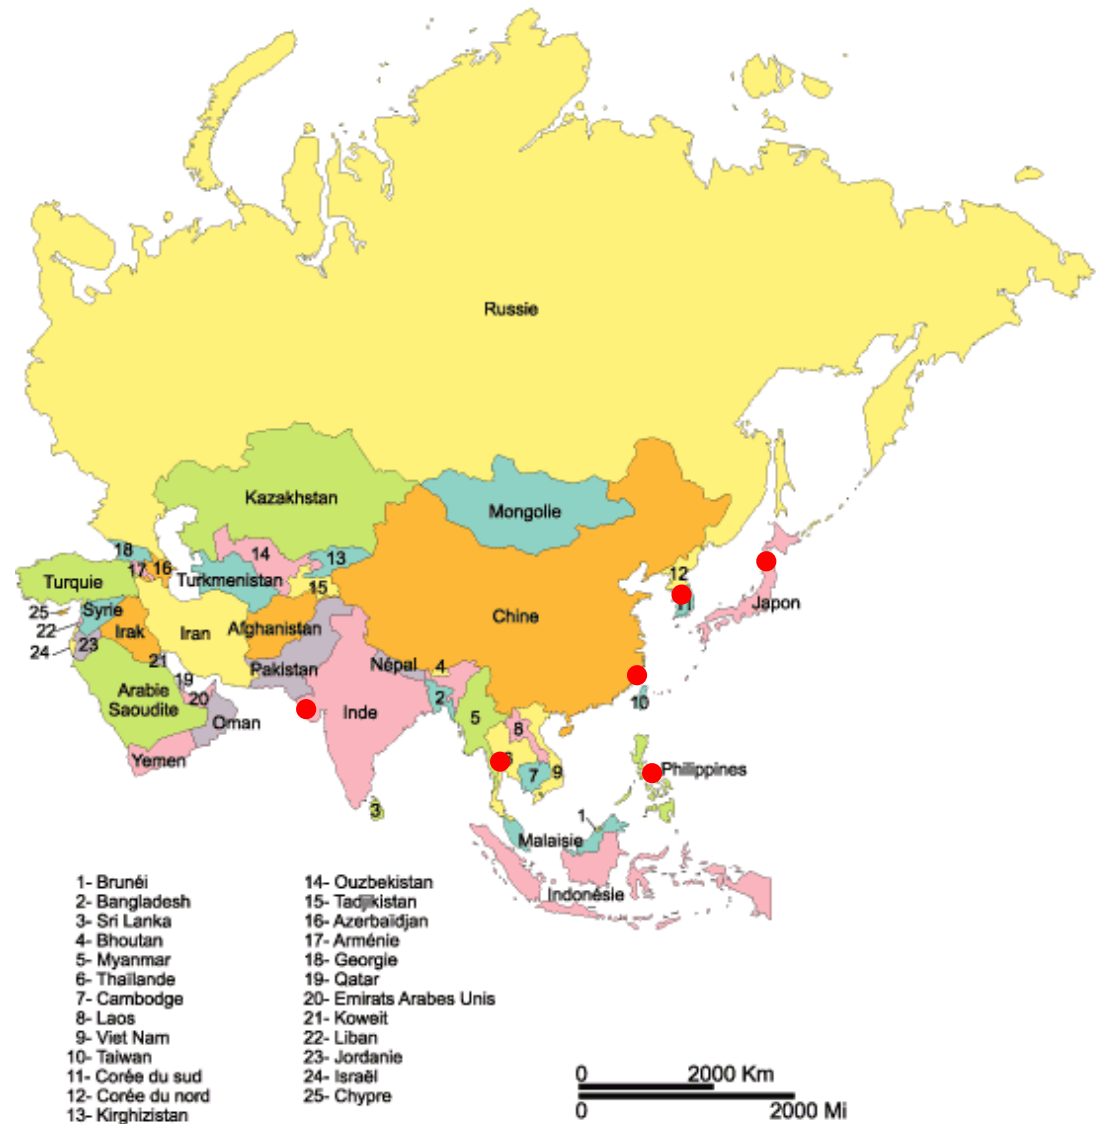 Russie
Kazakhstan
Mongolie
18
14
13
17
16
Turquie
Turkmenistan
15
12
25
Syrie
11
Japon
22
Irak
Iran
Afghanistan
Chine
24
23
21
Pakistan
Népal
4
19
Arabie
Saoudite
20
2
10
Oman
Inde
5
8
Yemen
7
9
Philippines
3
1
Malaisie
Indonésie
1- Brunéi
2- Bangladesh
3- Sri Lanka
4- Bhoutan
5- Myanmar
6- Thaïlande
7- Cambodge
8- Laos
9- Viet Nam
10- Taiwan
11- Corée du sud
12- Corée du nord
13- Kirghizistan
14- Ouzbekistan
15- Tadjikistan
16- Azerbaïdjan
17- Arménie
18- Georgie
19- Qatar
20- Emirats Arabes Unis
21- Koweit
22- Liban
23- Jordanie
24- Israël
25- Chypre
0 2000 Km
0 2000 Mi